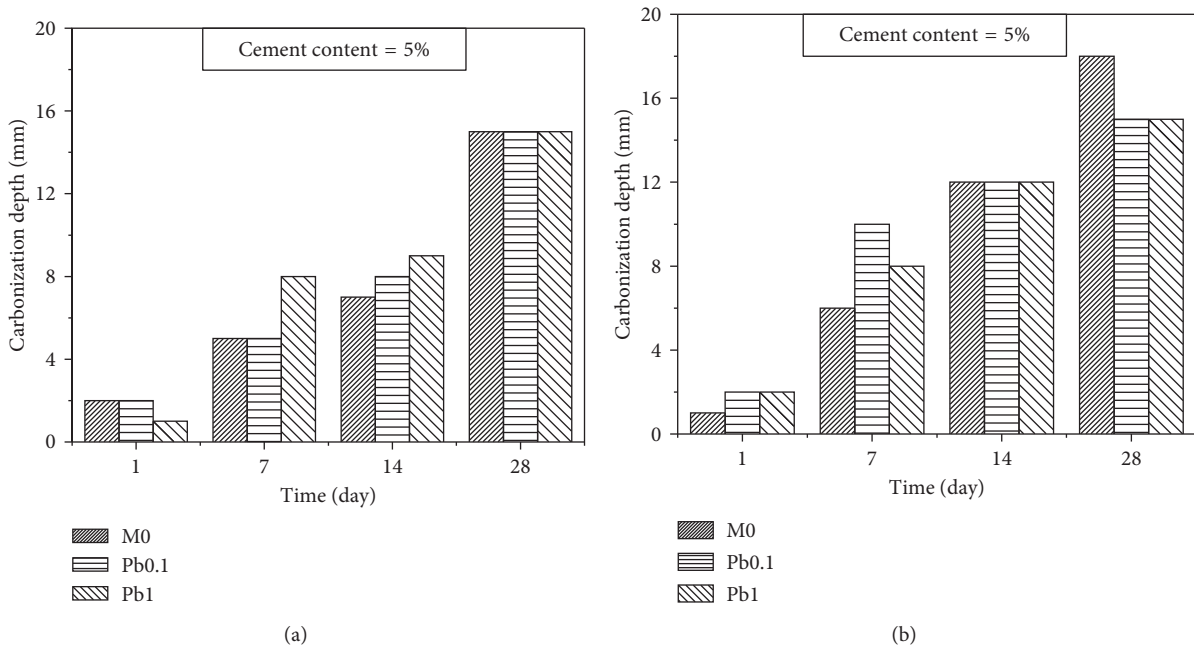 20
16
12
8
4
0
Carbonization depth (mm)
Cement content = 5%
1 7 14 28
Time (day)
M0
Pb0.1
Pb1
(a)
20
16
12
8
4
0
Carbonization depth (mm)
Cement content = 5%
1 7 14 28
Time (day)
M0
Pb0.1
Pb1
(b)